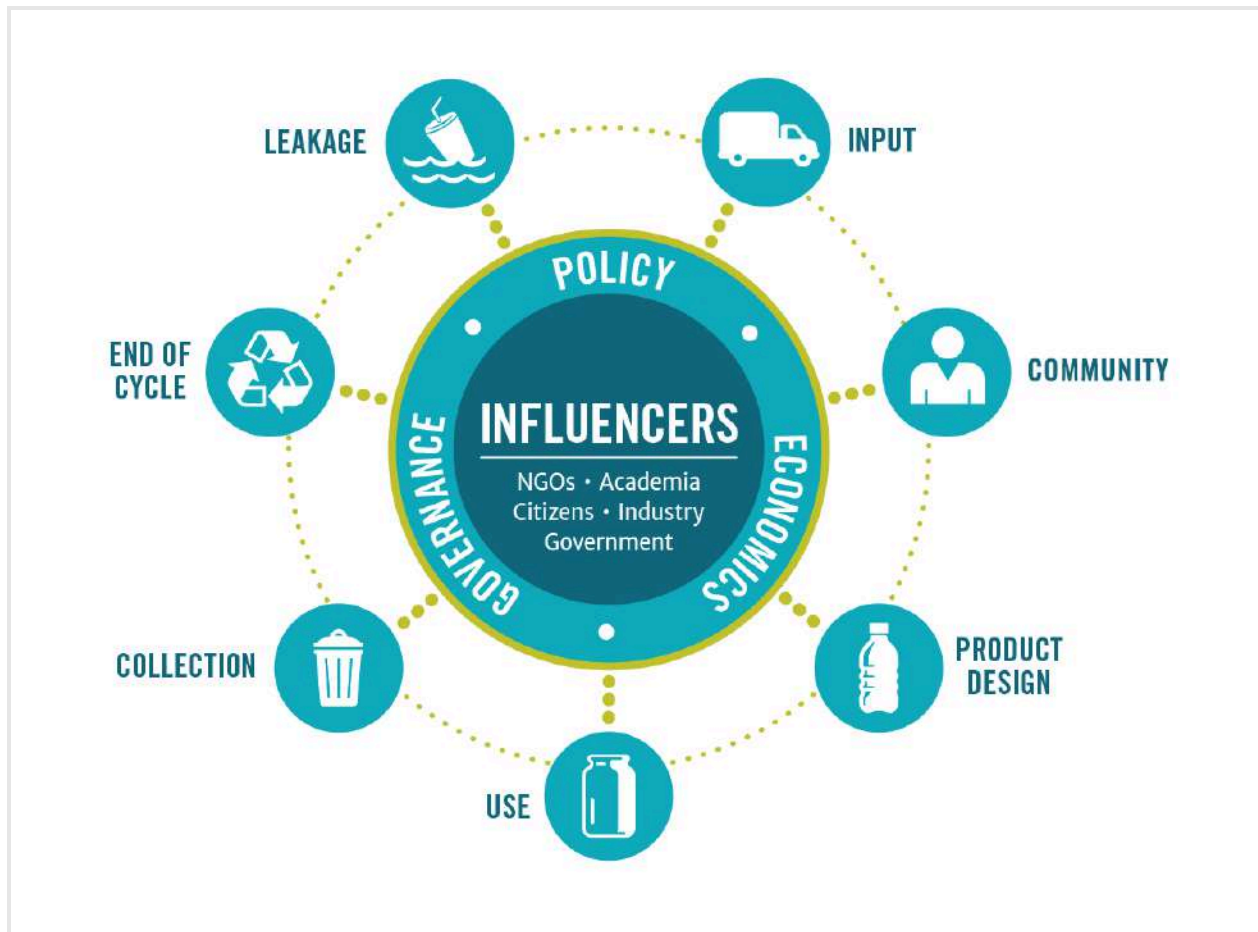 LEAKAGE
INPUT
POLICY
END OF
CYCLE
COMMUNITY
GOVERNANCE
INFLUENCERS
NGOs • Academia
Citizens • Industry
Government
ECONOMICS
COLLECTION
PRODUCT
DESIGN
USE